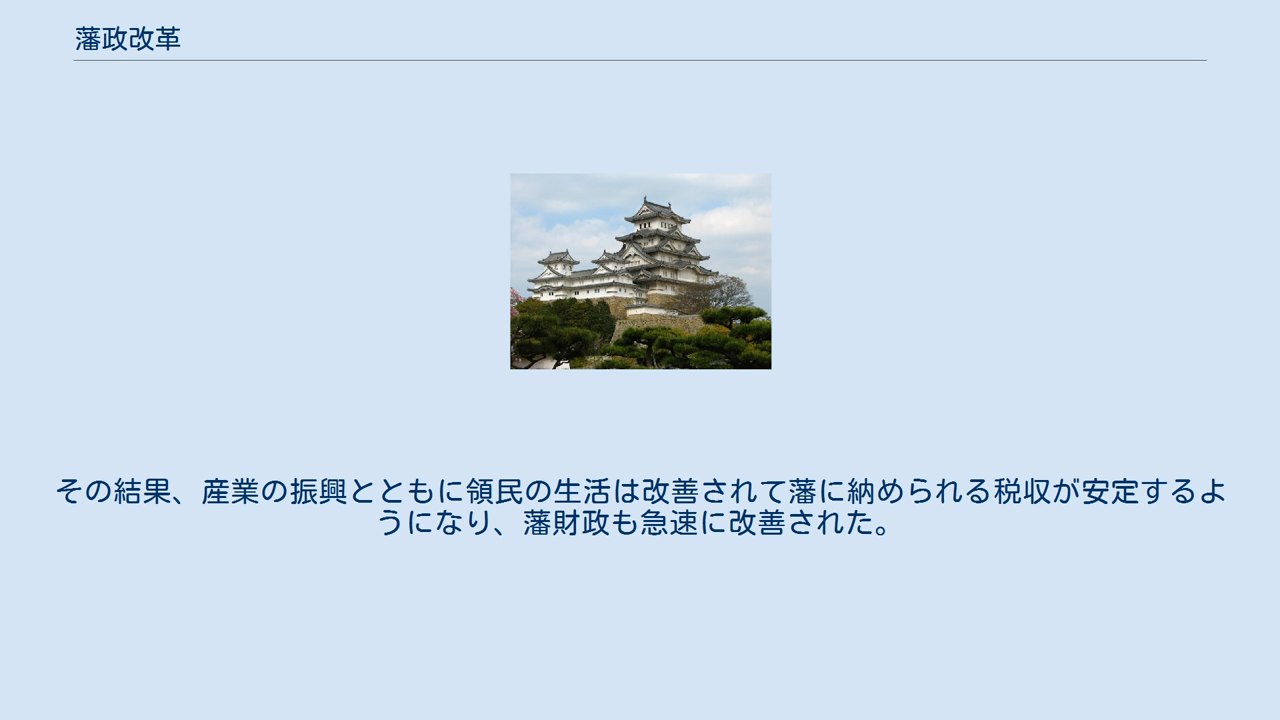 藩政改革
その結果、産業の振興とともに領民の生活は改善されて藩に納められる税収が安定するよ
うになり、藩財政も急速に改善された。